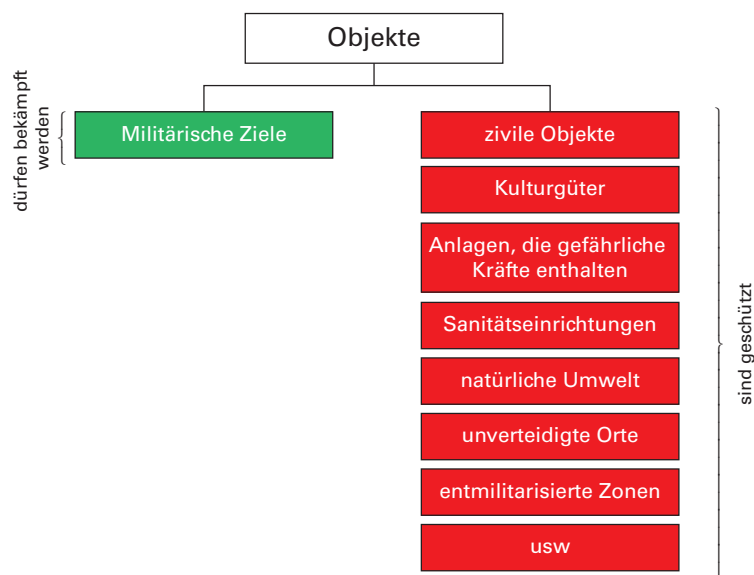 Objekte
dürfen bekämpft
werden
Militärische Ziele
zivile Objekte
Kulturgüter
Anlagen, die gefährliche
Kräfte enthalten
Sanitätseinrichtungen
natürliche Umwelt
unverteidigte Orte
entmilitarisierte Zonen
usw
sind geschützt